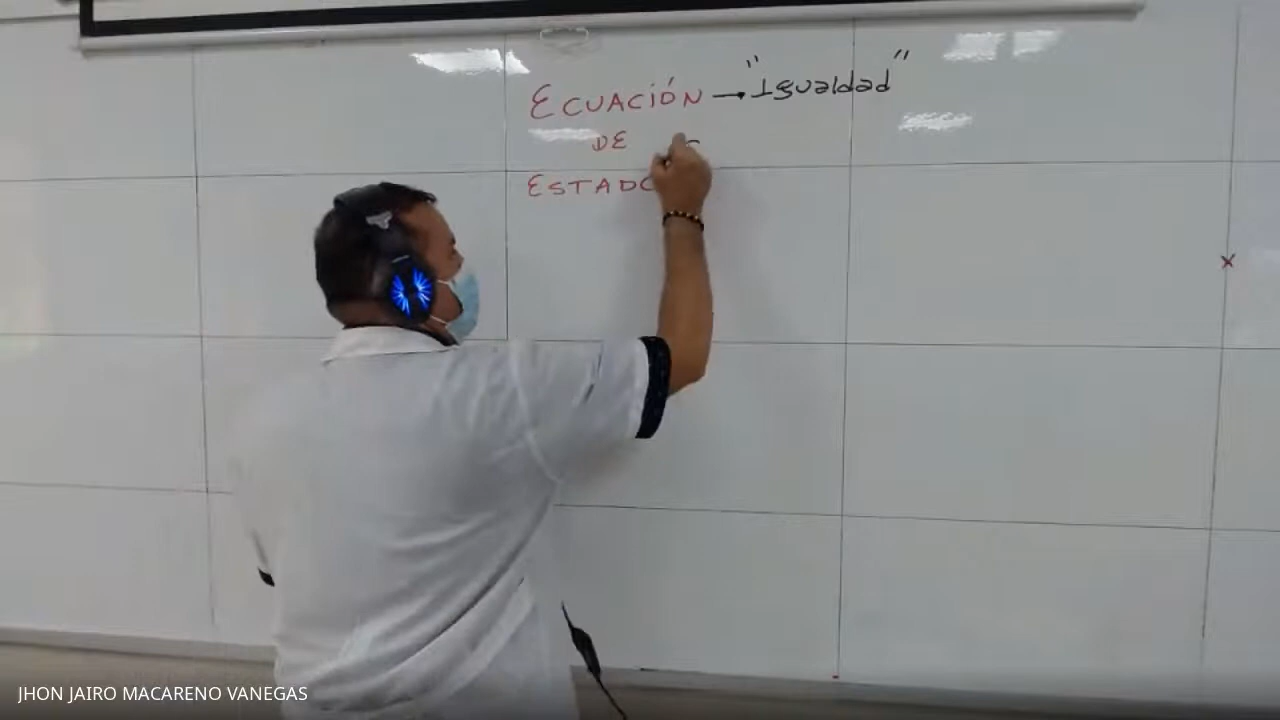 ECUACIÓN → "Igualdad"
DE
ESTADO
x
JHON JAIRO MACARENO VANEGAS